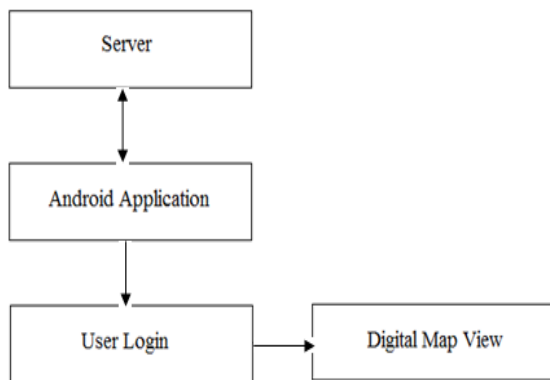 Server
Android Application
User Login
Digital Map View